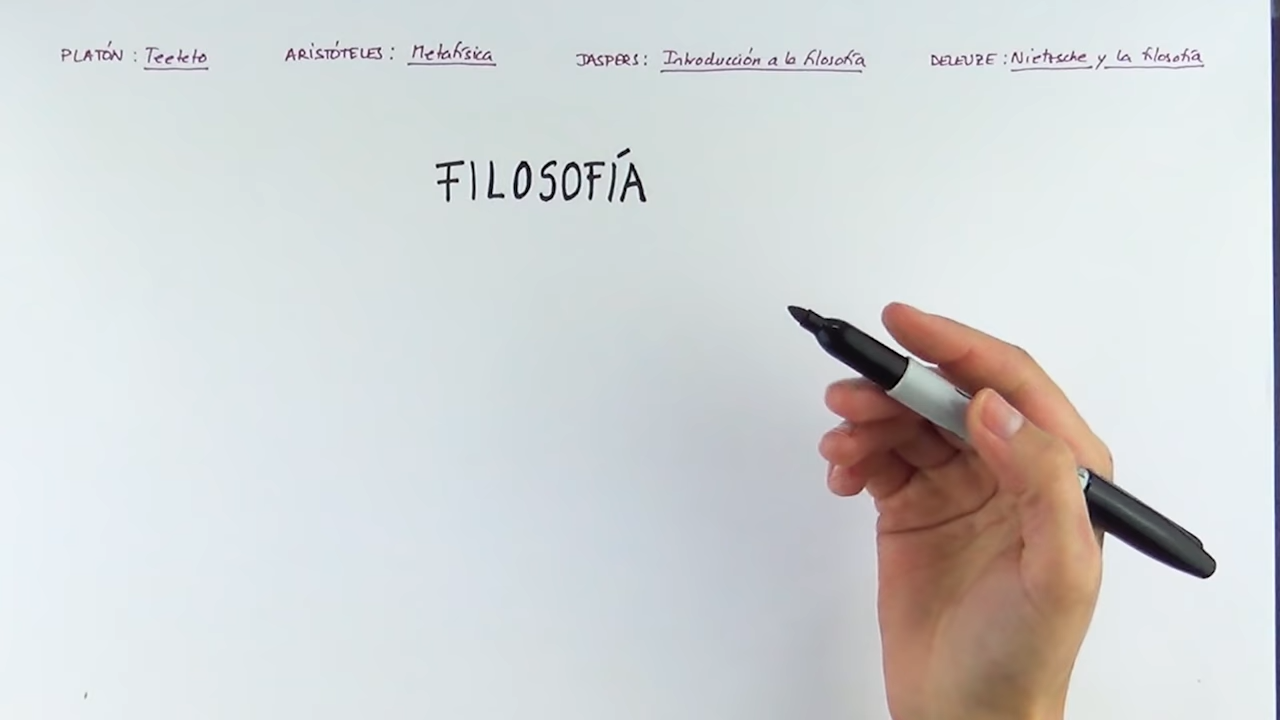 PLATÓN : Teeteto ARISTÓTELES : Metafísica JASPERS : Introducción a la filosofía DELEUZE : Nietzsche y la filosofía
FILOSOFÍA